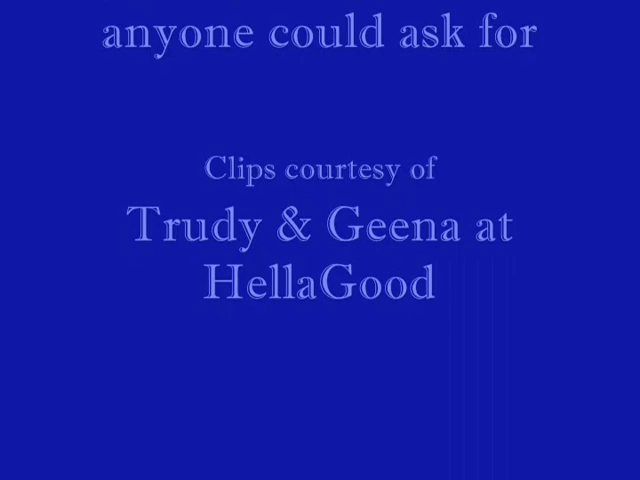 anyone could ask for
Clips courtesy of
Trudy & Geena at
HellaGood